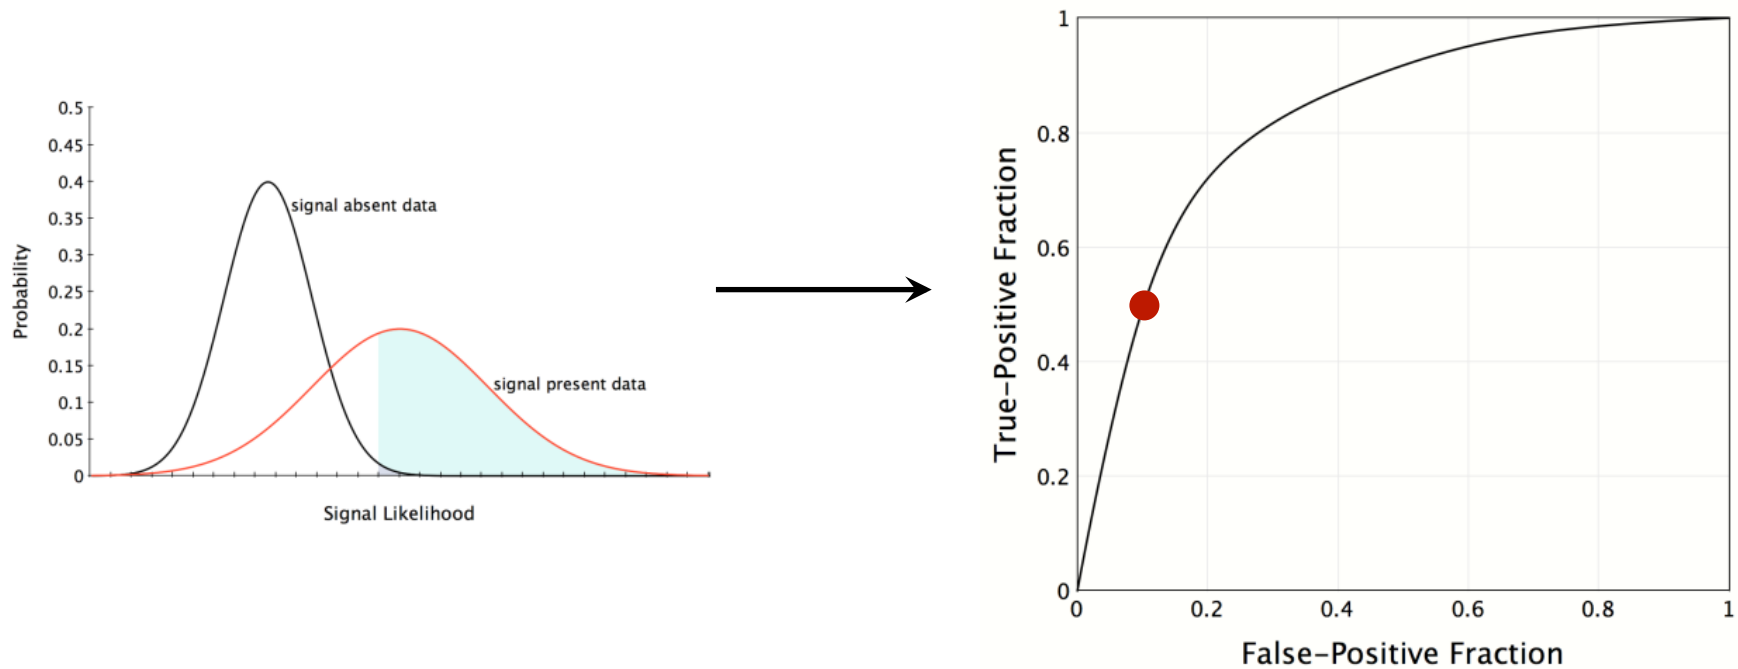 0.5
0.45
0.4
0.35
0.3
0.25
0.2
0.15
0.1
0.05
0
Probability
signal absent data
signal present data
Signal Likelihood
1
0.8
0.6
0.4
0.2
0
True-Positive Fraction
0 0.2 0.4 0.6 0.8 1
False-Positive Fraction